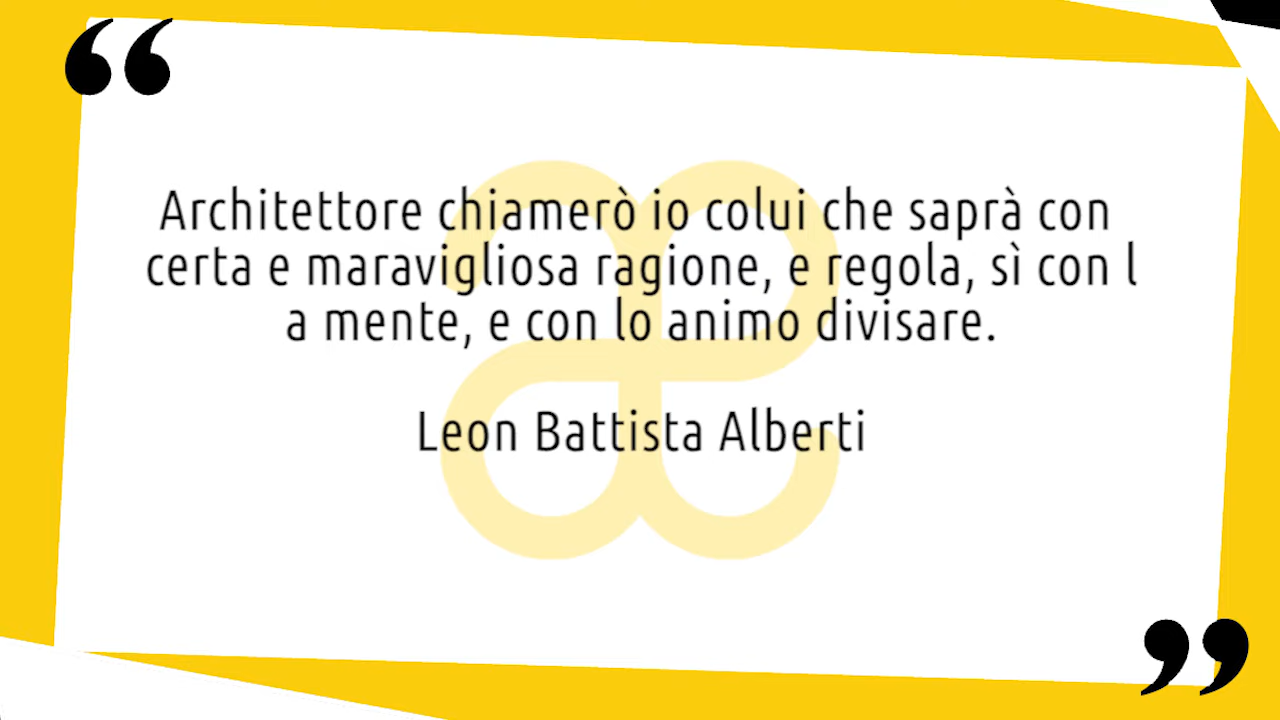 “
Architettore chiamerò io colui che saprà con
certa e maravigliosa ragione, e regola, sì con l
a mente, e con lo animo divisare.
Leon Battista Alberti
”